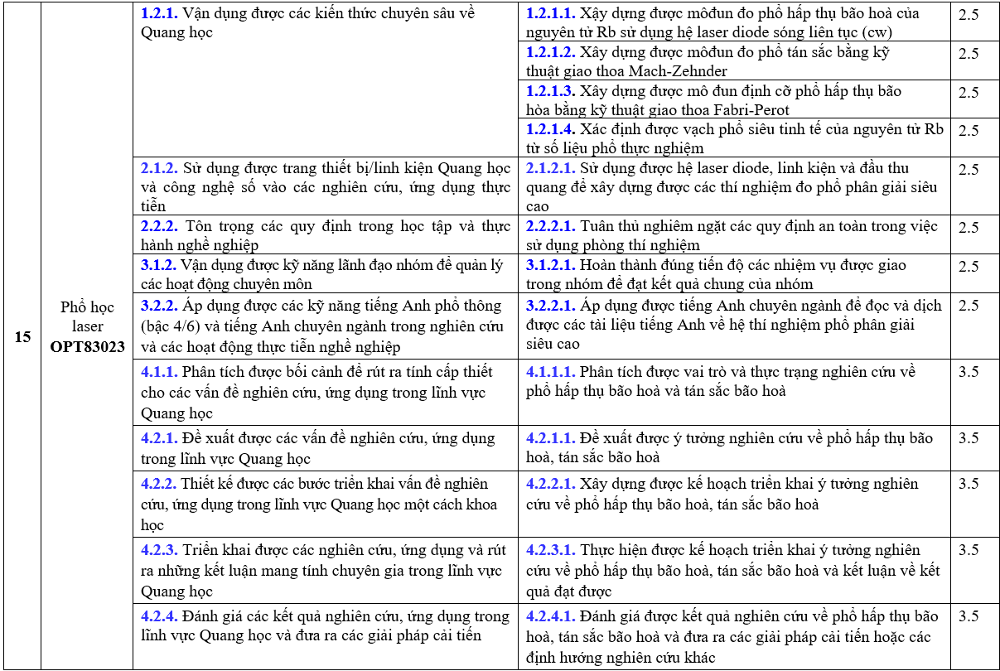 15
Phổ học
laser
OPT83023
1.2.1. Vận dụng được các kiến thức chuyên sâu về
Quang học
1.2.1.1. Xậy dựng được môđun đo phổ hấp thụ bão hoà của
nguyên tử Rb sử dụng hệ laser diode sóng liên tục (cw)
2.5
1.2.1.2. Xây dựng được môđun đo phổ tán sắc bằng kỹ
thuật giao thoa Mach-Zehnder
2.5
1.2.1.3. Xây dựng được mô đun định cỡ phổ hấp thụ bão
hòa bằng kỹ thuật giao thoa Fabri-Perot
2.5
1.2.1.4. Xác định được vạch phổ siêu tinh tế của nguyên tử Rb
từ số liệu phổ thực nghiệm
2.5
2.1.2. Sử dụng được trang thiết bị/linh kiện Quang học
và công nghệ số vào các nghiên cứu, ứng dụng thực
tiễn
2.1.2.1. Sử dụng được hệ laser diode, linh kiện và đầu thu
quang để xây dựng được các thí nghiệm đo phổ phân giải siêu
cao
2.5
2.2.2. Tôn trọng các quy định trong học tập và thực
hành nghề nghiệp
2.2.2.1. Tuân thủ nghiêm ngặt các quy định an toàn trong việc
sử dụng phòng thí nghiệm
2.5
3.1.2. Vận dụng được kỹ năng lãnh đạo nhóm để quản lý
các hoạt động chuyên môn
3.1.2.1. Hoàn thành đúng tiến độ các nhiệm vụ được giao
trong nhóm để đạt kết quả chung của nhóm
2.5
3.2.2. Áp dụng được các kỹ năng tiếng Anh phổ thông
(bậc 4/6) và tiếng Anh chuyên ngành trong nghiên cứu
và các hoạt động thực tiễn nghề nghiệp
3.2.2.1. Áp dụng được tiếng Anh chuyên ngành để đọc và dịch
được các tài liệu tiếng Anh về hệ thí nghiệm phổ phân giải
siêu cao
2.5
4.1.1. Phân tích được bối cảnh để rút ra tính cấp thiết
cho các vấn đề nghiên cứu, ứng dụng trong lĩnh vực
Quang học
4.1.1.1. Phân tích được vai trò và thực trạng nghiên cứu về
phổ hấp thụ bão hoà và tán sắc bão hoà
3.5
4.2.1. Đề xuất được các vấn đề nghiên cứu, ứng dụng
trong lĩnh vực Quang học
4.2.1.1. Đề xuất được ý tưởng nghiên cứu về phổ hấp thụ bão
hoà, tán sắc bão hoà
3.5
4.2.2. Thiết kế được các bước triển khai vấn đề nghiên
cứu, ứng dụng trong lĩnh vực Quang học một cách khoa
học
4.2.2.1. Xây dựng được kế hoạch triển khai ý tưởng nghiên
cứu về phổ hấp thụ bão hoà, tán sắc bão hoà
3.5
4.2.3. Triển khai được các nghiên cứu, ứng dụng và rút
ra những kết luận mang tính chuyên gia trong lĩnh vực
Quang học
4.2.3.1. Thực hiện được kế hoạch triển khai ý tưởng nghiên
cứu về phổ hấp thụ bão hoà, tán sắc bão hoà và kết luận về kết
quả đạt được
3.5
4.2.4. Đánh giá các kết quả nghiên cứu, ứng dụng trong
lĩnh vực Quang học và đưa ra các giải pháp cải tiến
4.2.4.1. Đánh giá được kết quả nghiên cứu về phổ hấp thụ bão
hoà, tán sắc bão hoà và đưa ra các giải pháp cải tiến hoặc các
định hướng nghiên cứu khác
3.5